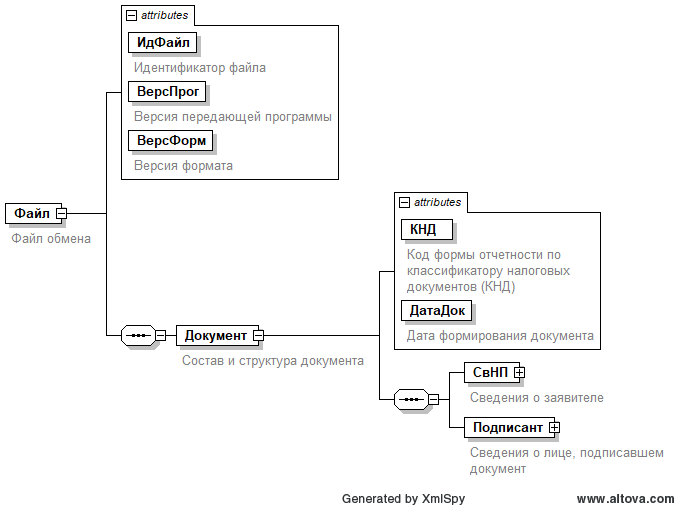 attributes
ИдФайл
Идентификатор файла
ВерсПрог
Версия передающей программы
ВерсФорм
Версия формата
Файл
Файл обмена
Документ
Состав и структура документа
attributes
КНД
Код формы отчетности по
классификатору налоговых
документов (КНД)
ДатаДок
Дата формирования документа
СвНП
Сведения о заявителе
Подписант
Сведения о лице, подписавшем
документ
Generated by XmlSpy
www.altova.com